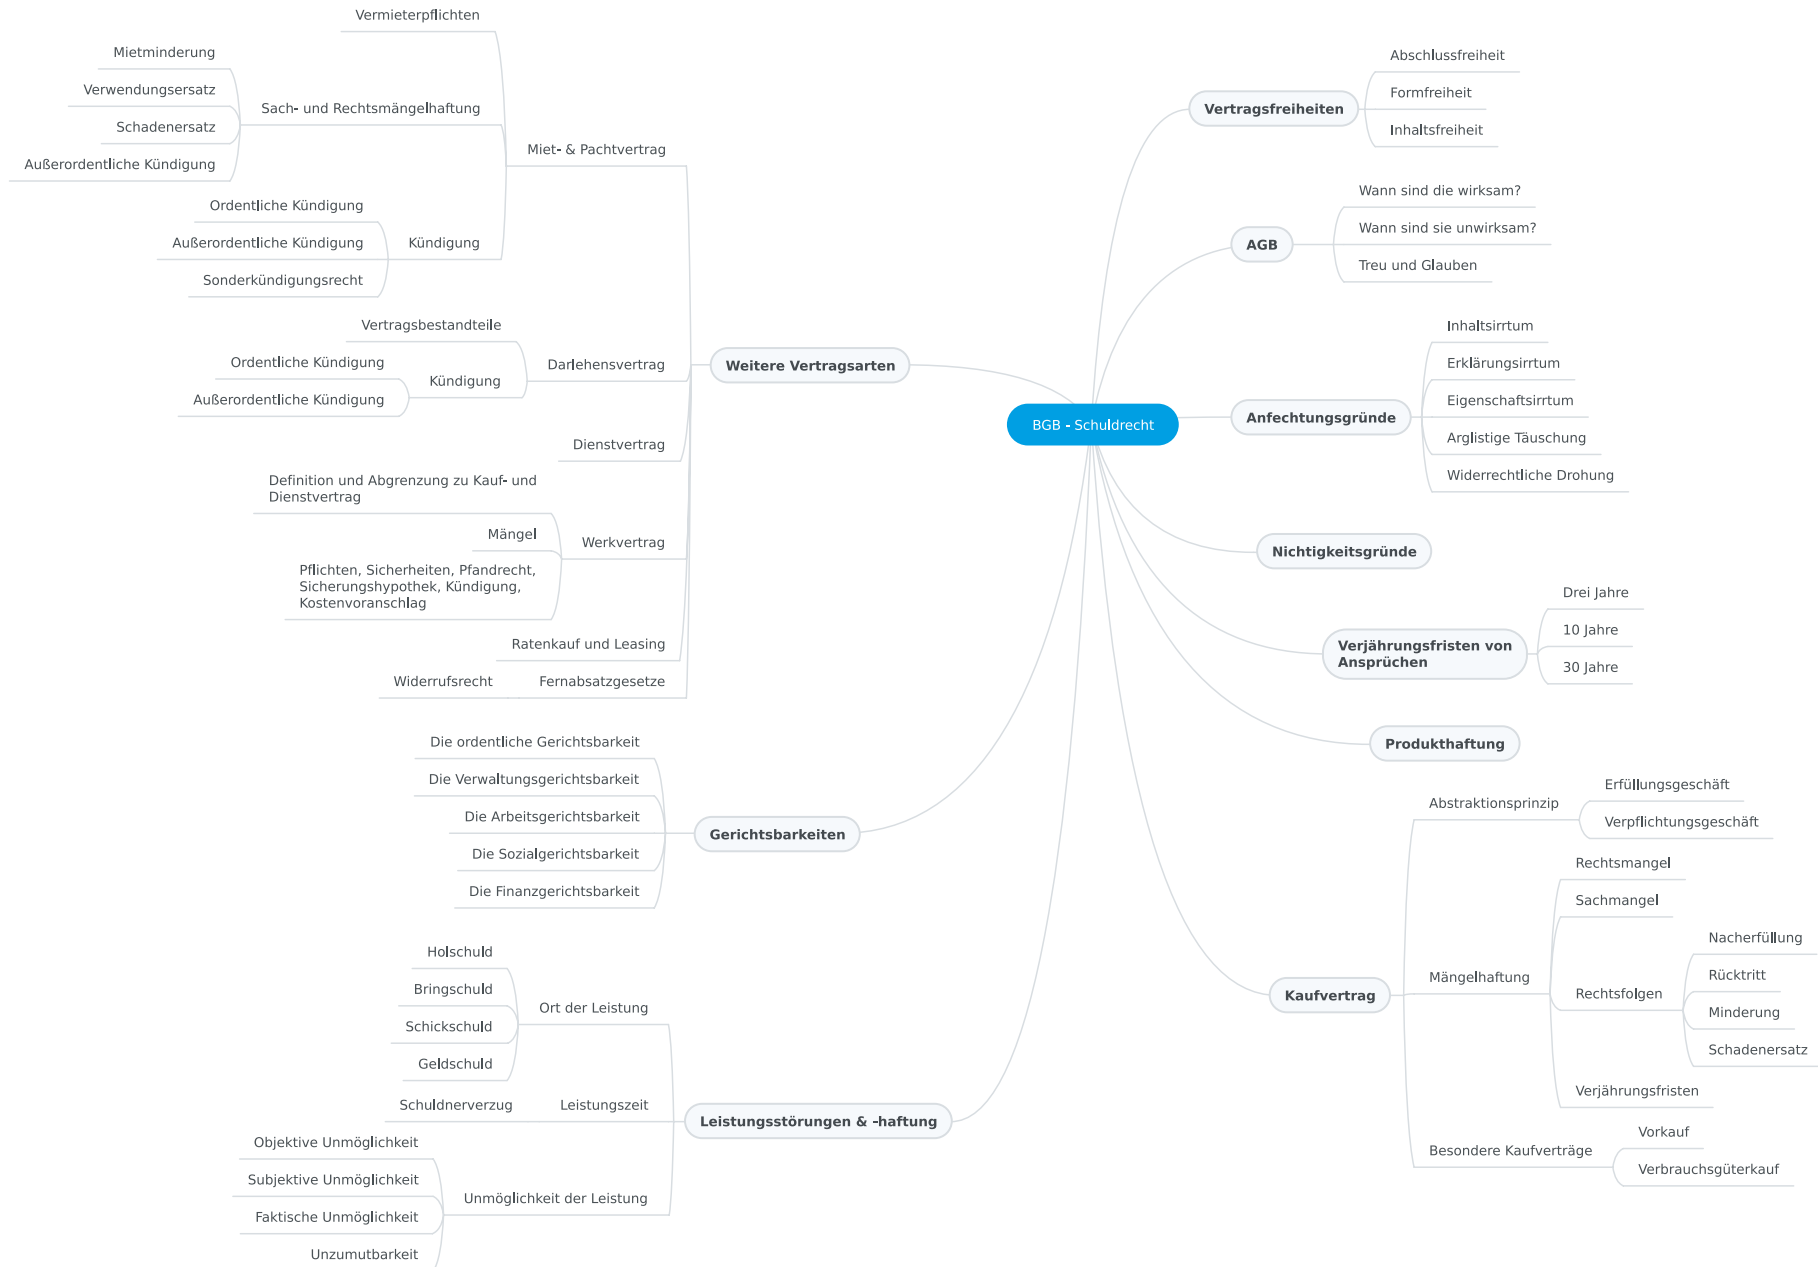 BGB - Schuldrecht
Vertragsfreiheiten
Abschlussfreiheit
Formfreiheit
Inhaltsfreiheit
AGB
Wann sind die wirksam?
Wann sind sie unwirksam?
Treu und Glauben
Anfechtungsgründe
Inhaltsirrtum
Erklärungsirrtum
Eigenschaftsirrtum
Arglistige Täuschung
Widerrechtliche Drohung
Nichtigkeitsgründe
Verjährungsfristen von
Ansprüchen
Drei Jahre
10 Jahre
30 Jahre
Produkthaftung
Kaufvertrag
Abstraktionsprinzip
Erfüllungsgeschäft
Verpflichtungsgeschäft
Mängelhaftung
Rechtsmangel
Sachmangel
Rechtsfolgen
Nacherfüllung
Rücktritt
Minderung
Schadenersatz
Verjährungsfristen
Besondere Kaufverträge
Vorkauf
Verbrauchsgüterkauf
Weitere Vertragsarten
Miet- & Pachtvertrag
Vermieterpflichten
Sach- und Rechtsmängelhaftung
Mietminderung
Verwendungsersatz
Schadenersatz
Außerordentliche Kündigung
Kündigung
Ordentliche Kündigung
Außerordentliche Kündigung
Sonderkündigungsrecht
Darlehensvertrag
Vertragsbestandteile
Kündigung
Ordentliche Kündigung
Außerordentliche Kündigung
Dienstvertrag
Werkvertrag
Definition und Abgrenzung zu Kauf- und
Dienstvertrag
Mängel
Pflichten, Sicherheiten, Pfandrecht,
Sicherungshypothek, Kündigung,
Kostenvoranschlag
Ratenkauf und Leasing
Fernabsatzgesetze
Widerrufsrecht
Gerichtsbarkeiten
Die ordentliche Gerichtsbarkeit
Die Verwaltungsgerichtsbarkeit
Die Arbeitsgerichtsbarkeit
Die Sozialgerichtsbarkeit
Die Finanzgerichtsbarkeit
Leistungsstörungen & -haftung
Ort der Leistung
Holschuld
Bringschuld
Schickschuld
Geldschuld
Leistungszeit
Schuldnerverzug
Unmöglichkeit der Leistung
Objektive Unmöglichkeit
Subjektive Unmöglichkeit
Faktische Unmöglichkeit
Unzumutbarkeit